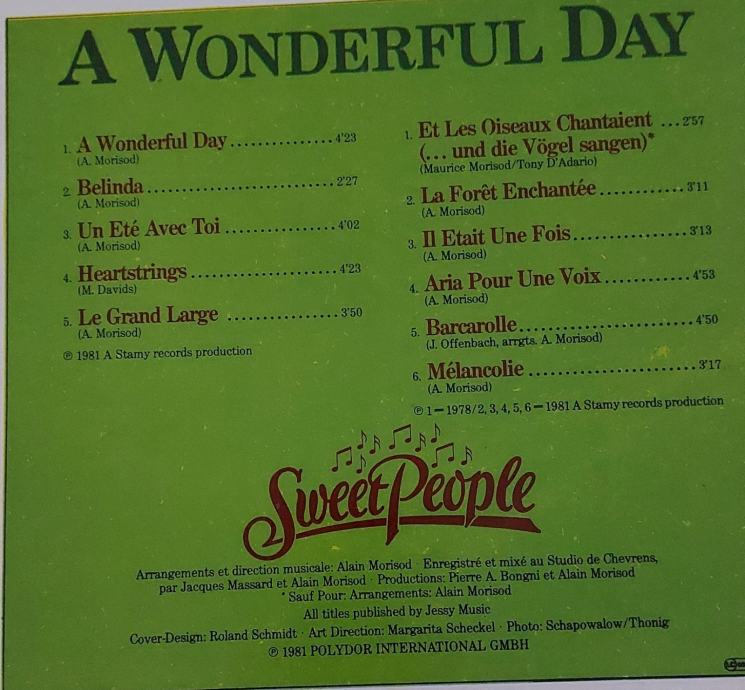 A WONDERFUL DAY
1. A Wonderful Day..............4'23
(A. Morisod)
2. Belinda........................2'27
(A. Morisod)
3. Un Eté Avec Toi ..............4'02
(A. Morisod)
4. Heartstrings...................4'23
(M. Davids)
5. Le Grand Large ..............3'50
(A. Morisod)
℗ 1981 A Stamy records production
1. Et Les Oiseaux Chantaient ...2'57
(... und die Vögel sangen)*
(Maurice Morisod/Tony D'Adario)
2. La Forêt Enchantée...........3'11
(A. Morisod)
3. Il Etait Une Fois...............3'13
(A. Morisod)
4. Aria Pour Une Voix...........4'53
(A. Morisod)
5. Barcarolle.......................4'50
(J. Offenbach, arrgts. A. Morisod)
6. Mélancolie......................3'17
(A. Morisod)
℗ 1–1978/2, 3, 4, 5, 6–1981 A Stamy records production
Sweet People
Arrangements et direction musicale: Alain Morisod · Enregistré et mixé au Studio de Chevrens,
par Jacques Massard et Alain Morisod · Productions: Pierre A. Bongni et Alain Morisod
* Sauf Pour: Arrangements: Alain Morisod
All titles published by Jessy Music
Cover-Design: Roland Schmidt · Art Direction: Margarita Scheckel · Photo: Schapowalow/Thonig
℗ 1981 POLYDOR INTERNATIONAL GMBH